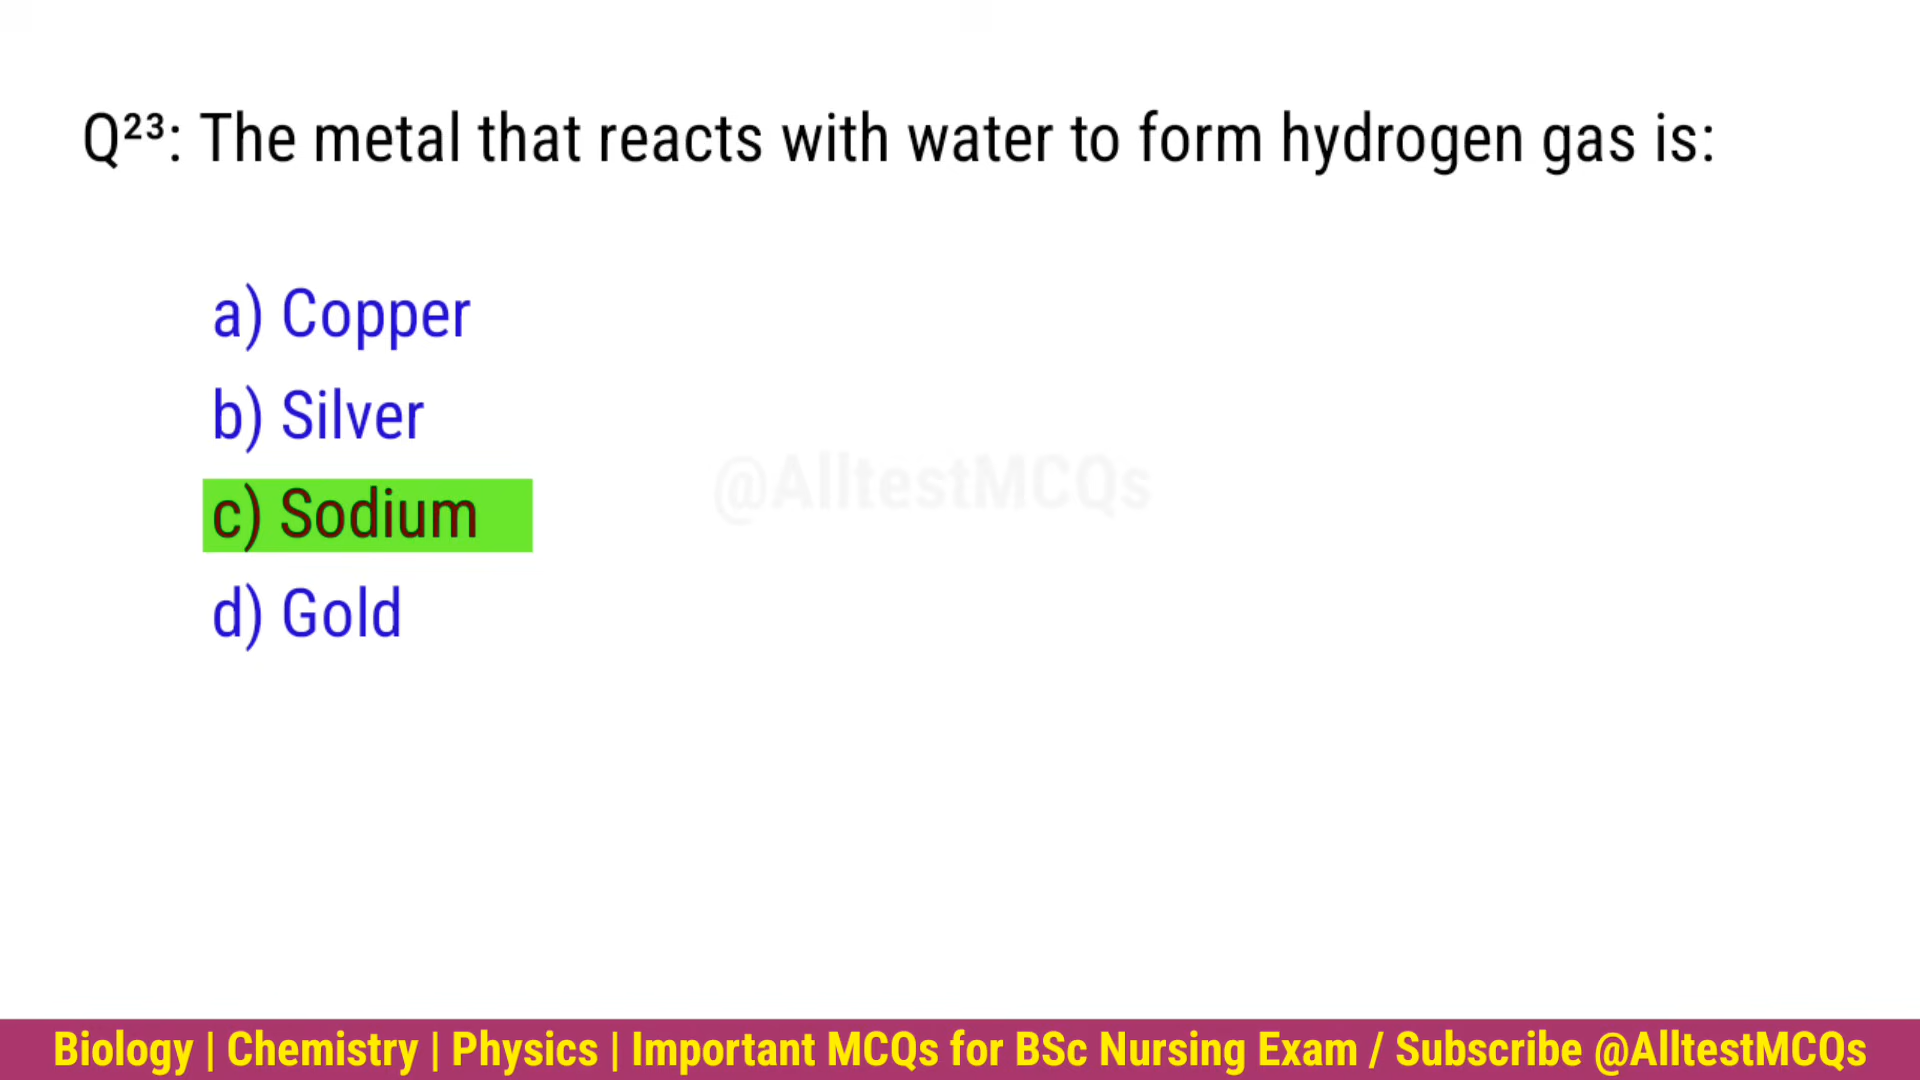 Q²³: The metal that reacts with water to form hydrogen gas is:
a) Copper
b) Silver
@AlltestMCQs
c) Sodium
d) Gold
Biology | Chemistry | Physics | Important MCQs for BSc Nursing Exam / Subscribe @AlltestMCQs